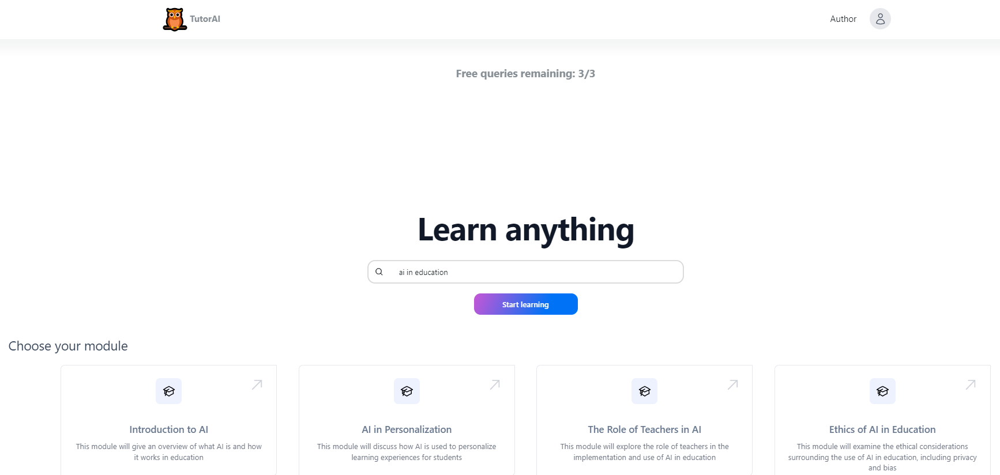 TutorAI
Author
Free queries remaining: 3/3
Learn anything
ai in education
Start learning
Choose your module
Introduction to AI
This module will give an overview of what AI is and how
it works in education
AI in Personalization
This module will discuss how AI is used to personalize
learning experiences for students
The Role of Teachers in AI
This module will explore the role of teachers in the
implementation and use of AI in education
Ethics of AI in Education
This module will examine the ethical considerations
surrounding the use of AI in education, including privacy
and bias